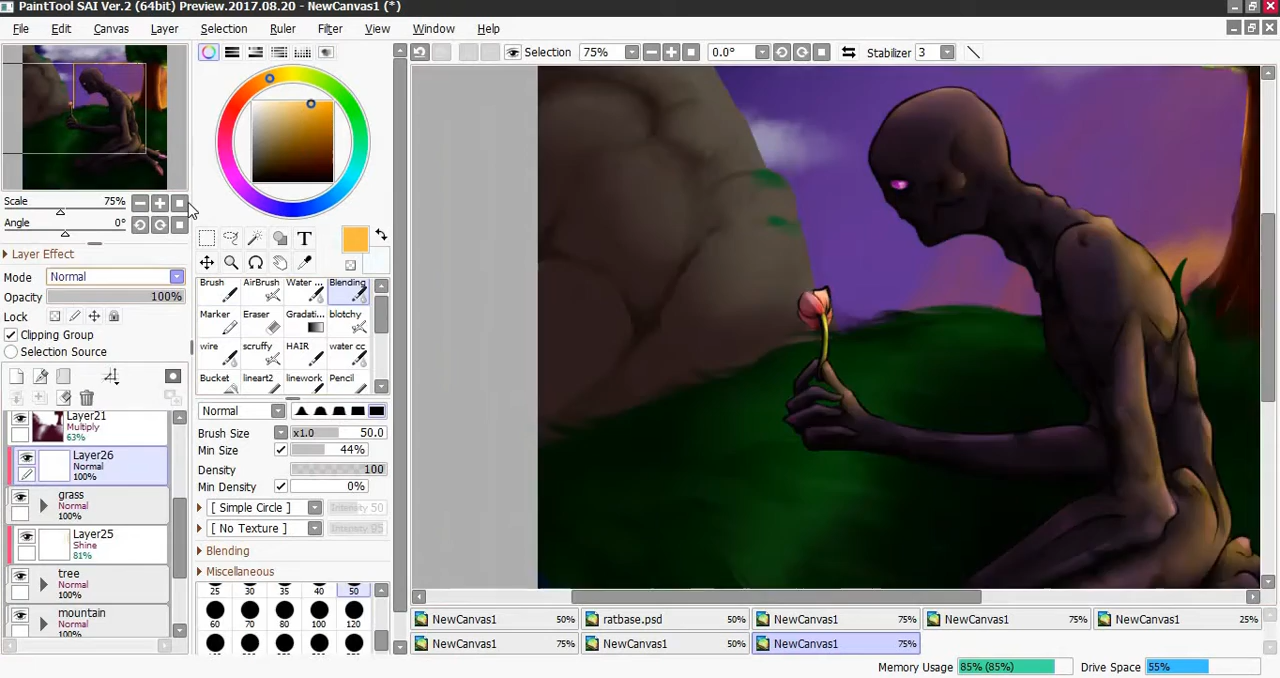 PaintTool SAI Ver.2 (64bit) Preview.2017.08.20 - NewCanvas1 (*)
File Edit Canvas Layer Selection Ruler Filter View Window Help
Selection 75% 0.0° Stabilizer 3
Scale 75%
Angle 0°
Layer Effect
Mode Normal
Opacity 100%
Lock
Clipping Group
Selection Source
Layer21
Multiply
63%
Layer26
Normal
100%
grass
Normal
100%
Layer25
Shine
81%
tree
Normal
100%
mountain
Normal
100%
T
Brush AirBrush Water ... Blending
Marker Eraser Gradati... blotchy
wire scruffy HAIR water cc
Bucket lineart2 linework Pencil
Normal
Brush Size x1.0 50.0
Min Size 44%
Density 100
Min Density 0%
[ Simple Circle ] Intensity 50
[ No Texture ] Intensity 95
Blending
Miscellaneous
25 30 35 40 50
60 70 80 100 120
NewCanvas1 50% ratbase.psd 50% NewCanvas1 75% NewCanvas1 75% NewCanvas1 25%
NewCanvas1 75% NewCanvas1 50% NewCanvas1 75%
Memory Usage 85% (85%) Drive Space 55%